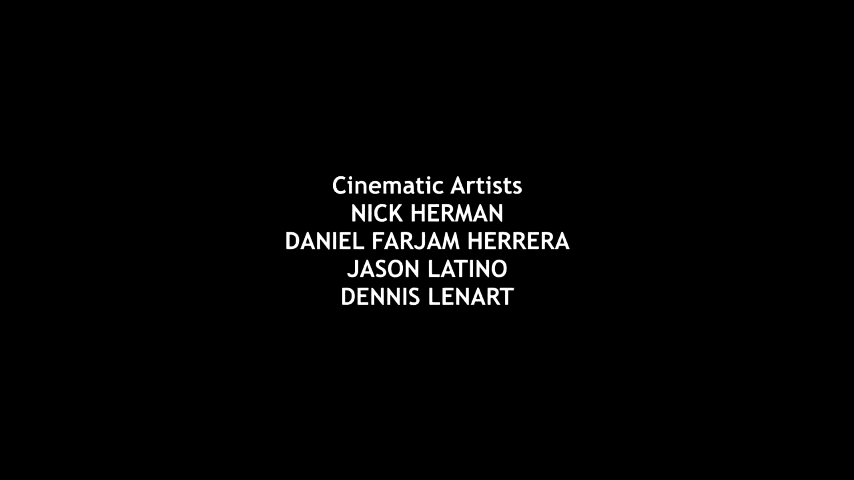 Cinematic Artists
NICK HERMAN
DANIEL FARJAM HERRERA
JASON LATINO
DENNIS LENART